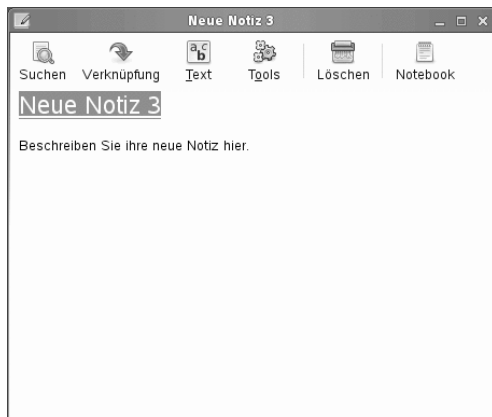 Neue Notiz 3
Suchen Verknüpfung Text Tools Löschen Notebook
Neue Notiz 3
Beschreiben Sie ihre neue Notiz hier.